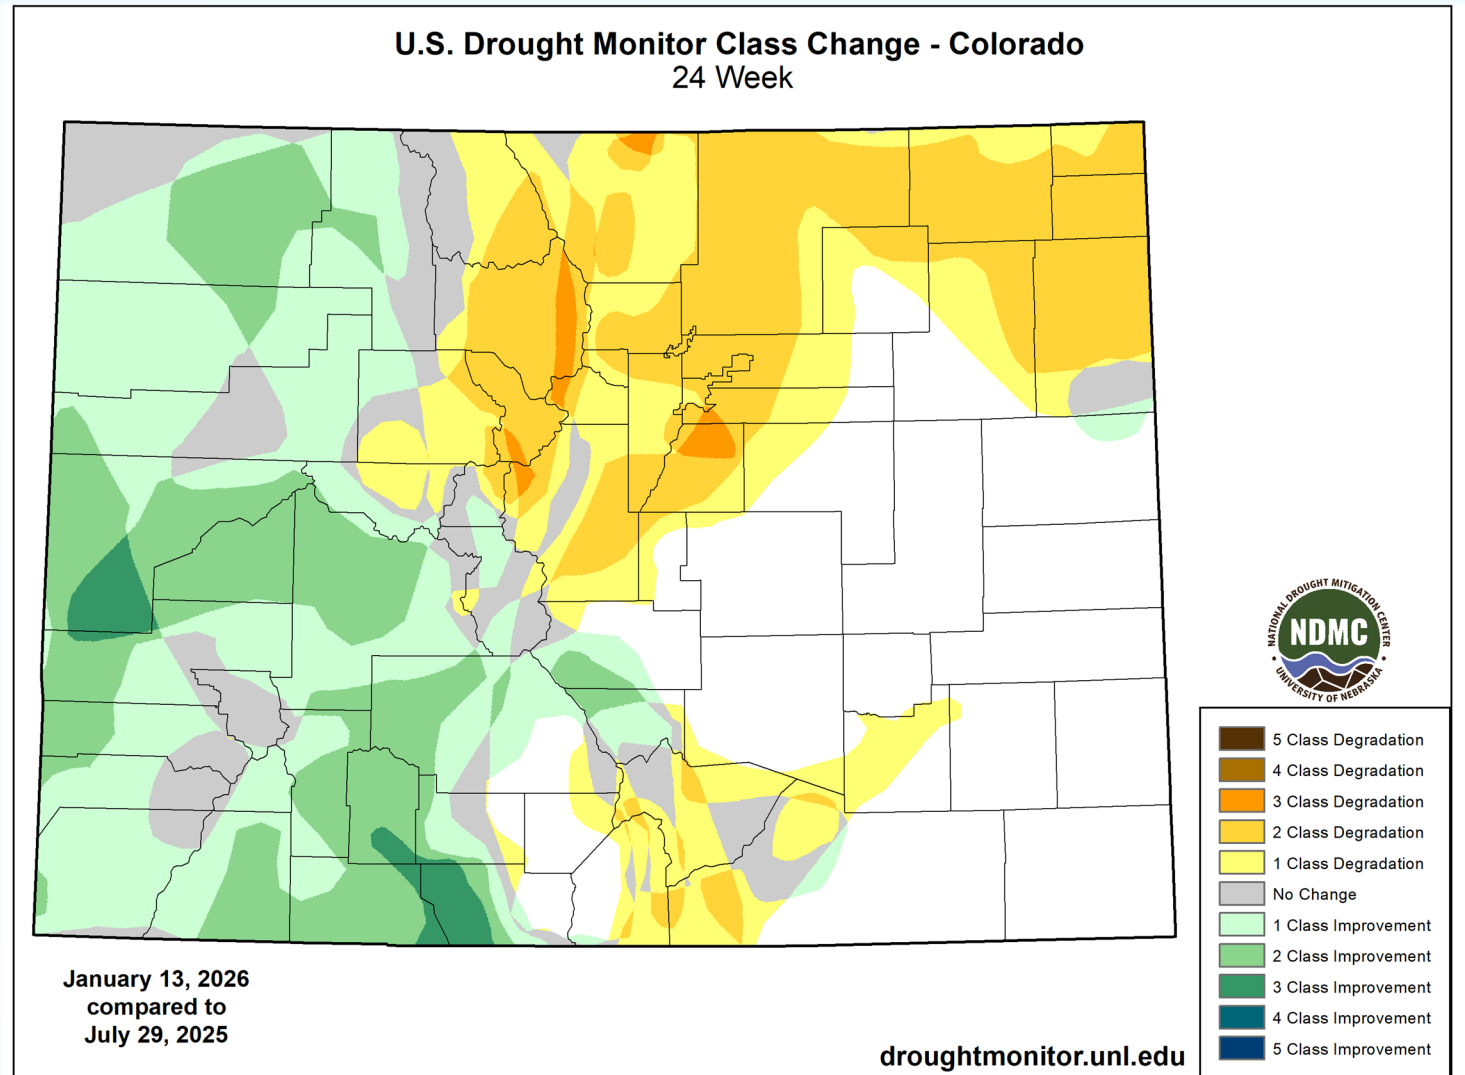 U.S. Drought Monitor Class Change - Colorado
24 Week
NATIONAL DROUGHT MITIGATION CENTER
NDMC
UNIVERSITY OF NEBRASKA
5 Class Degradation
4 Class Degradation
3 Class Degradation
2 Class Degradation
1 Class Degradation
No Change
1 Class Improvement
2 Class Improvement
3 Class Improvement
4 Class Improvement
5 Class Improvement
January 13, 2026
compared to
July 29, 2025
droughtmonitor.unl.edu